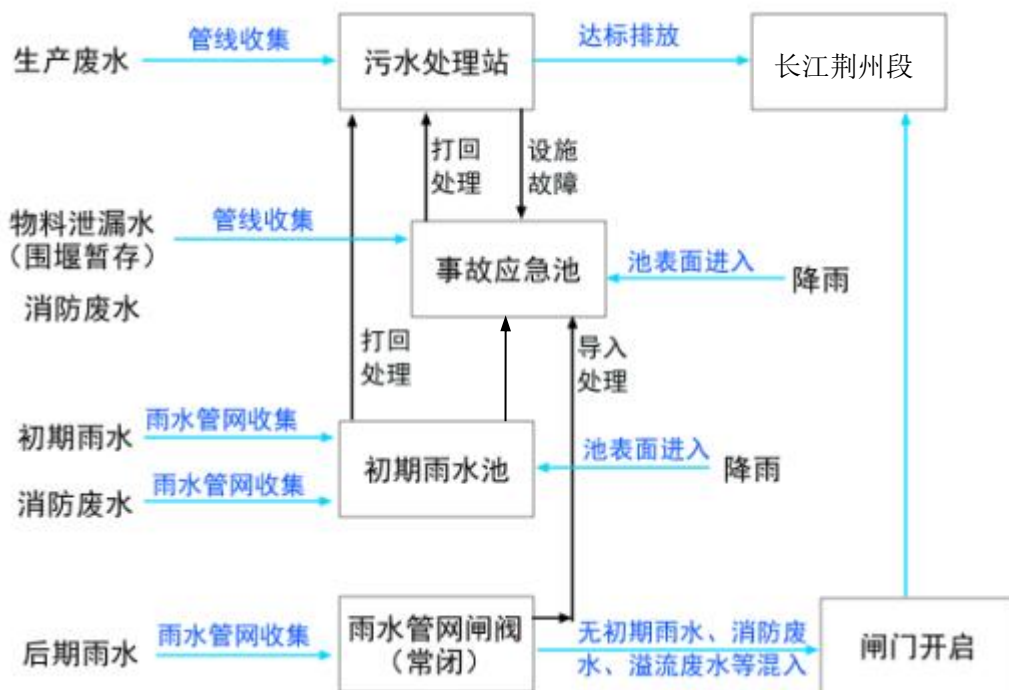 生产废水
管线收集
污水处理站
达标排放
长江荆州段
打回
处理
设施
故障
物料泄漏水
（围堰暂存）
消防废水
管线收集
事故应急池
池表面进入
降雨
打回
处理
导入
处理
初期雨水
雨水管网收集
消防废水
雨水管网收集
初期雨水池
池表面进入
降雨
后期雨水
雨水管网收集
雨水管网闸阀
（常闭）
无初期雨水、消防废
水、溢流废水等混入
闸门开启